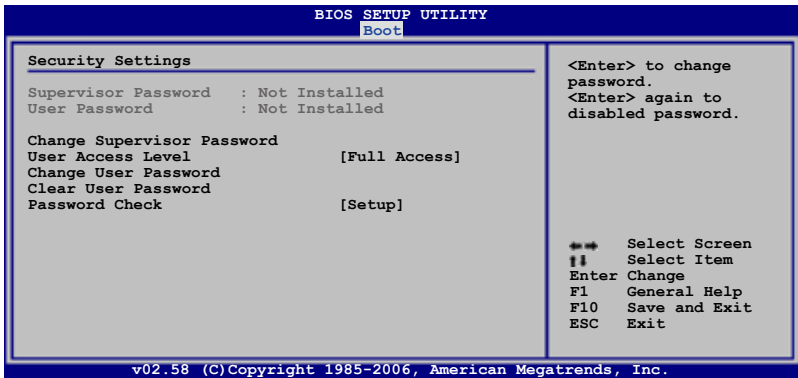 BIOS SETUP UTILITY
Boot
Security Settings
Supervisor Password : Not Installed
User Password : Not Installed
Change Supervisor Password
User Access Level [Full Access]
Change User Password
Clear User Password
Password Check [Setup]
<Enter> to change
password.
<Enter> again to
disabled password.
Select Screen
Select Item
Enter Change
F1 General Help
F10 Save and Exit
ESC Exit
v02.58 (C)Copyright 1985-2006, American Megatrends, Inc.